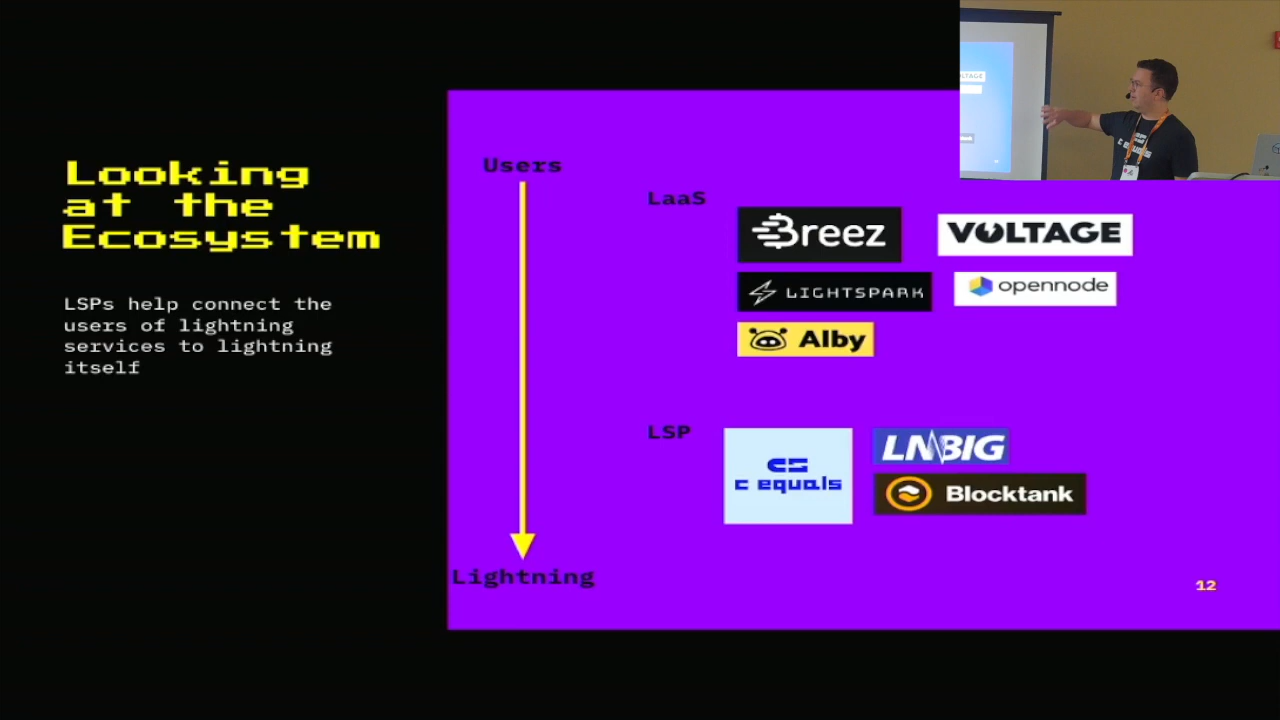 Looking
at the
Ecosystem
LSPs help connect the
users of lightning
services to lightning
itself
Users
LaaS
Breez
VOLTAGE
LIGHTSPARK
opennode
Alby
LSP
c equals
LNBIG
Blocktank
Lightning
12